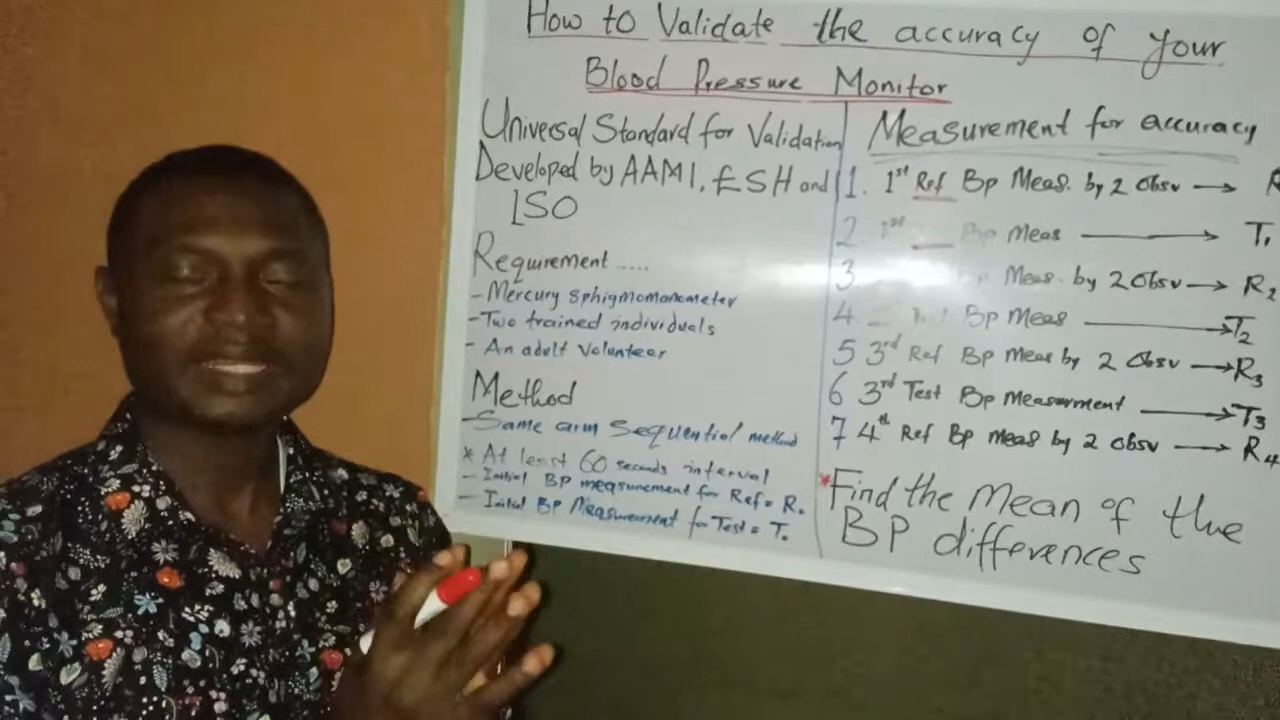 How to Validate the accuracy of your
Blood Pressure Monitor
Universal Standard for Validation
Developed by AAMI, ESH and
ISO
Requirement .....
- Mercury sphigmomanometer
- Two trained individuals
- An adult Volunteer
Method
- Same arm sequential method
* At least 60 seconds interval
- Initial BP measurement for Ref = R₀
- Initial BP Measurement for Test = T₀
Measurement for accuracy
1. 1st Ref Bp Meas. by 2 Obsv →
2 1st Bp Meas → T₁
3 Meas. by 2 Obsv → R₂
4 Bp Meas → T₂
5 3rd Ref Bp Meas by 2 Obsv → R₃
6 3rd Test Bp Measurment → T₃
7 4th Ref Bp meas by 2 obsv → R₄
* Find the Mean of the
BP differences